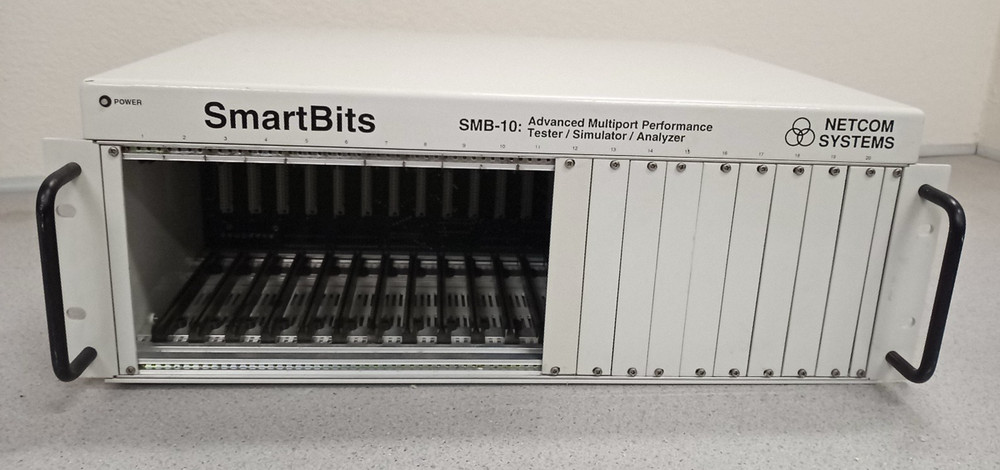 POWER
SmartBits
SMB-10: Advanced Multiport Performance
Tester / Simulator / Analyzer
NETCOM
SYSTEMS
1 2 3 4 5 6 7 8 9 10 11 12 13 14 15 16 17 18 19 20